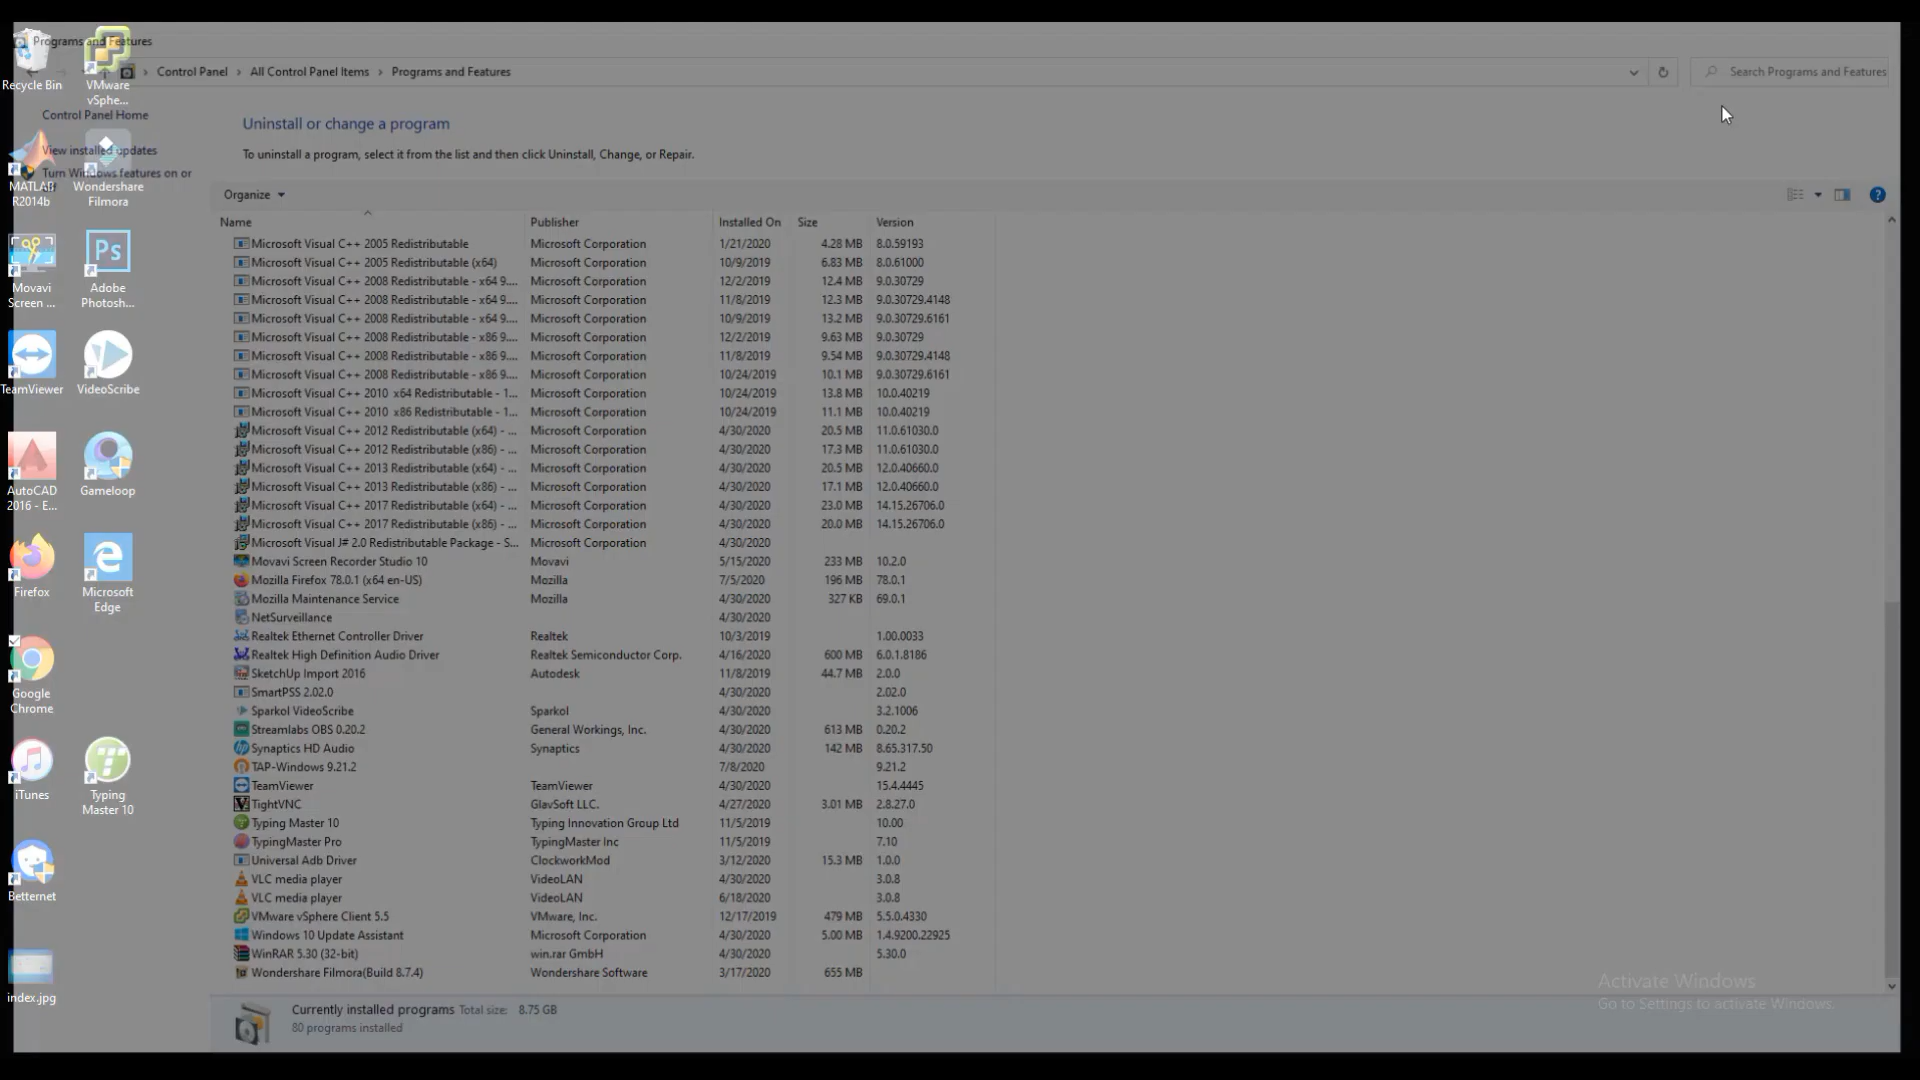 Programs and Features
Control Panel > All Control Panel Items > Programs and Features
Search Programs and Features
Recycle Bin
VMware
vSphe...
Control Panel Home
View installed updates
Turn Windows features on or
MATLAB
R2014b
Wondershare
Filmora
Movavi
Screen ...
Adobe
Photosh...
Ps
TeamViewer
VideoScribe
AutoCAD
2016 - E...
Gameloop
Firefox
Microsoft
Edge
Google
Chrome
iTunes
Typing
Master 10
Betternet
index.jpg
Uninstall or change a program
To uninstall a program, select it from the list and then click Uninstall, Change, or Repair.
Organize
Name Publisher Installed On Size Version
Microsoft Visual C++ 2005 Redistributable Microsoft Corporation 1/21/2020 4.28 MB 8.0.59193
Microsoft Visual C++ 2005 Redistributable (x64) Microsoft Corporation 10/9/2019 6.83 MB 8.0.61000
Microsoft Visual C++ 2008 Redistributable - x64 9.... Microsoft Corporation 12/2/2019 12.4 MB 9.0.30729
Microsoft Visual C++ 2008 Redistributable - x64 9.... Microsoft Corporation 11/8/2019 12.3 MB 9.0.30729.4148
Microsoft Visual C++ 2008 Redistributable - x64 9.... Microsoft Corporation 10/9/2019 13.2 MB 9.0.30729.6161
Microsoft Visual C++ 2008 Redistributable - x86 9.... Microsoft Corporation 12/2/2019 9.63 MB 9.0.30729
Microsoft Visual C++ 2008 Redistributable - x86 9.... Microsoft Corporation 11/8/2019 9.54 MB 9.0.30729.4148
Microsoft Visual C++ 2008 Redistributable - x86 9.... Microsoft Corporation 10/24/2019 10.1 MB 9.0.30729.6161
Microsoft Visual C++ 2010 x64 Redistributable - 1... Microsoft Corporation 10/24/2019 13.8 MB 10.0.40219
Microsoft Visual C++ 2010 x86 Redistributable - 1... Microsoft Corporation 10/24/2019 11.1 MB 10.0.40219
Microsoft Visual C++ 2012 Redistributable (x64) - ... Microsoft Corporation 4/30/2020 20.5 MB 11.0.61030.0
Microsoft Visual C++ 2012 Redistributable (x86) - ... Microsoft Corporation 4/30/2020 17.3 MB 11.0.61030.0
Microsoft Visual C++ 2013 Redistributable (x64) - ... Microsoft Corporation 4/30/2020 20.5 MB 12.0.40660.0
Microsoft Visual C++ 2013 Redistributable (x86) - ... Microsoft Corporation 4/30/2020 17.1 MB 12.0.40660.0
Microsoft Visual C++ 2017 Redistributable (x64) - ... Microsoft Corporation 4/30/2020 23.0 MB 14.15.26706.0
Microsoft Visual C++ 2017 Redistributable (x86) - ... Microsoft Corporation 4/30/2020 20.0 MB 14.15.26706.0
Microsoft Visual J# 2.0 Redistributable Package - S... Microsoft Corporation 4/30/2020
Movavi Screen Recorder Studio 10 Movavi 5/15/2020 233 MB 10.2.0
Mozilla Firefox 78.0.1 (x64 en-US) Mozilla 7/5/2020 196 MB 78.0.1
Mozilla Maintenance Service Mozilla 4/30/2020 327 KB 69.0.1
NetSurveillance 4/30/2020
Realtek Ethernet Controller Driver Realtek 10/3/2019 1.00.0033
Realtek High Definition Audio Driver Realtek Semiconductor Corp. 4/16/2020 600 MB 6.0.1.8186
SketchUp Import 2016 Autodesk 11/8/2019 44.7 MB 2.0.0
SmartPSS 2.02.0 4/30/2020 2.02.0
Sparkol VideoScribe Sparkol 4/30/2020 3.2.1006
Streamlabs OBS 0.20.2 General Workings, Inc. 4/30/2020 613 MB 0.20.2
Synaptics HD Audio Synaptics 4/30/2020 142 MB 8.65.317.50
TAP-Windows 9.21.2 7/8/2020 9.21.2
TeamViewer TeamViewer 4/30/2020 15.4.4445
TightVNC GlavSoft LLC. 4/27/2020 3.01 MB 2.8.27.0
Typing Master 10 Typing Innovation Group Ltd 11/5/2019 10.00
TypingMaster Pro TypingMaster Inc 11/5/2019 7.10
Universal Adb Driver ClockworkMod 3/12/2020 15.3 MB 1.0.0
VLC media player VideoLAN 4/30/2020 3.0.8
VLC media player VideoLAN 6/18/2020 3.0.8
VMware vSphere Client 5.5 VMware, Inc. 12/17/2019 479 MB 5.5.0.4330
Windows 10 Update Assistant Microsoft Corporation 4/30/2020 5.00 MB 1.4.9200.22925
WinRAR 5.30 (32-bit) win.rar GmbH 4/30/2020 5.30.0
Wondershare Filmora(Build 8.7.4) Wondershare Software 3/17/2020 655 MB
Currently installed programs Total size: 8.75 GB
80 programs installed
Activate Windows
Go to Settings to activate Windows.